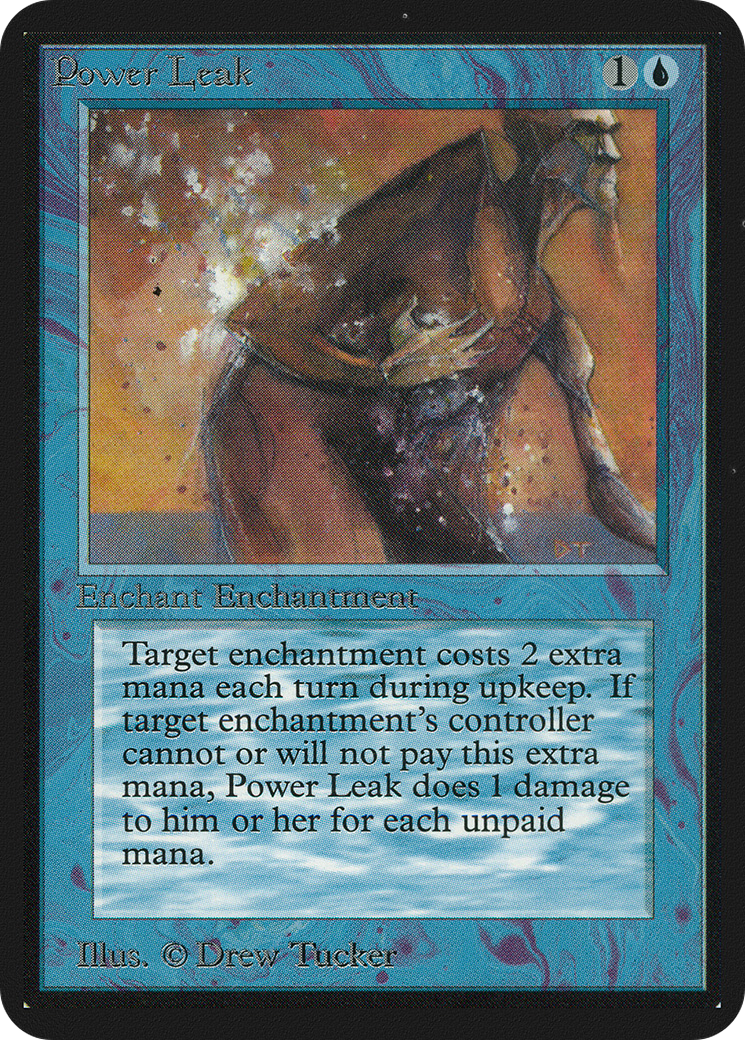 Power Leak 1
DT
Enchant Enchantment
Target enchantment costs 2 extra
mana each turn during upkeep. If
target enchantment's controller
cannot or will not pay this extra
mana, Power Leak does 1 damage
to him or her for each unpaid
mana.
Illus. © Drew Tucker